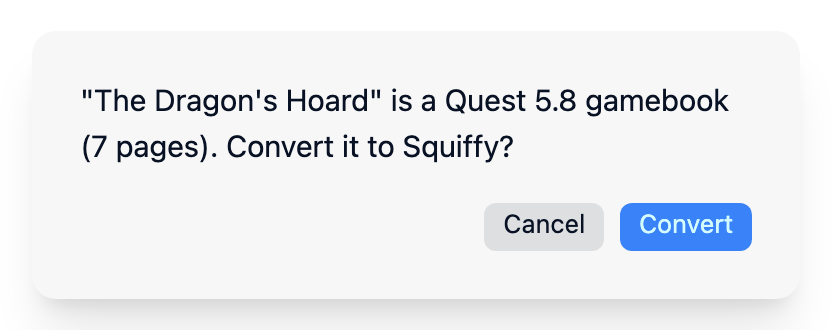 "The Dragon's Hoard" is a Quest 5.8 gamebook
(7 pages). Convert it to Squiffy?
Cancel
Convert